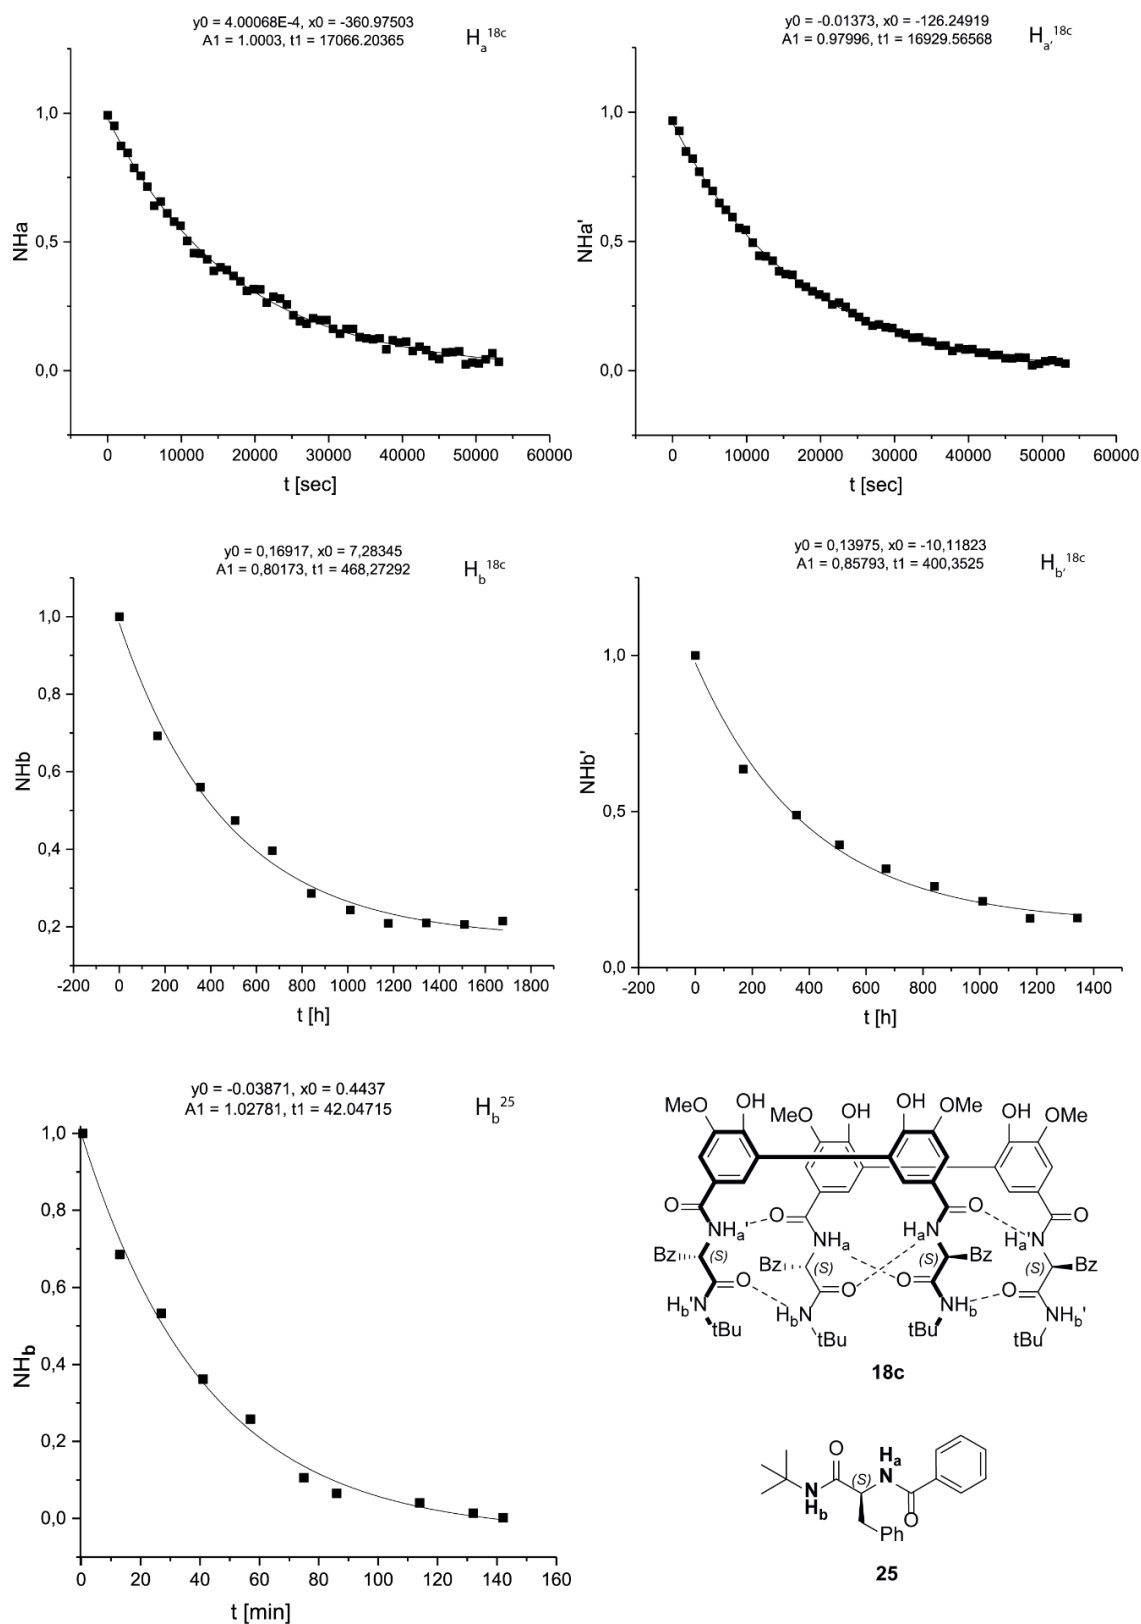 y0 = 4.00068E-4, x0 = -360.97503
A1 = 1.0003, t1 = 17066.20365
Ha18c
1,0
0,5
0,0
NHa
0 10000 20000 30000 40000 50000 60000
t [sec]
y0 = -0.01373, x0 = -126.24919
A1 = 0.97996, t1 = 16929.56568
Ha′18c
1,0
0,5
0,0
NHa'
0 10000 20000 30000 40000 50000 60000
t [sec]
y0 = 0,16917, x0 = 7,28345
A1 = 0,80173, t1 = 468,27292
Hb18c
1,0
0,8
0,6
0,4
0,2
NHb
-200 0 200 400 600 800 1000 1200 1400 1600 1800
t [h]
y0 = 0,13975, x0 = -10,11823
A1 = 0,85793, t1 = 400,3525
Hb′18c
1,0
0,5
0,0
NHb'
-200 0 200 400 600 800 1000 1200 1400
t [h]
y0 = -0.03871, x0 = 0.4437
A1 = 1.02781, t1 = 42.04715
Hb25
1,0
0,8
0,6
0,4
0,2
0,0
NHb
0 20 40 60 80 100 120 140 160
t [min]
MeO OH MeO OH OH OMe OH OMe
O O O O
NHa' N Ha HaN Ha'N
Bz (S) Bz (S) (S) Bz (S) Bz
O O O O
Hb'N HbN NHb NHb'
tBu tBu tBu tBu
18c
O Ha
(S) N
N Hb O
Ph
25